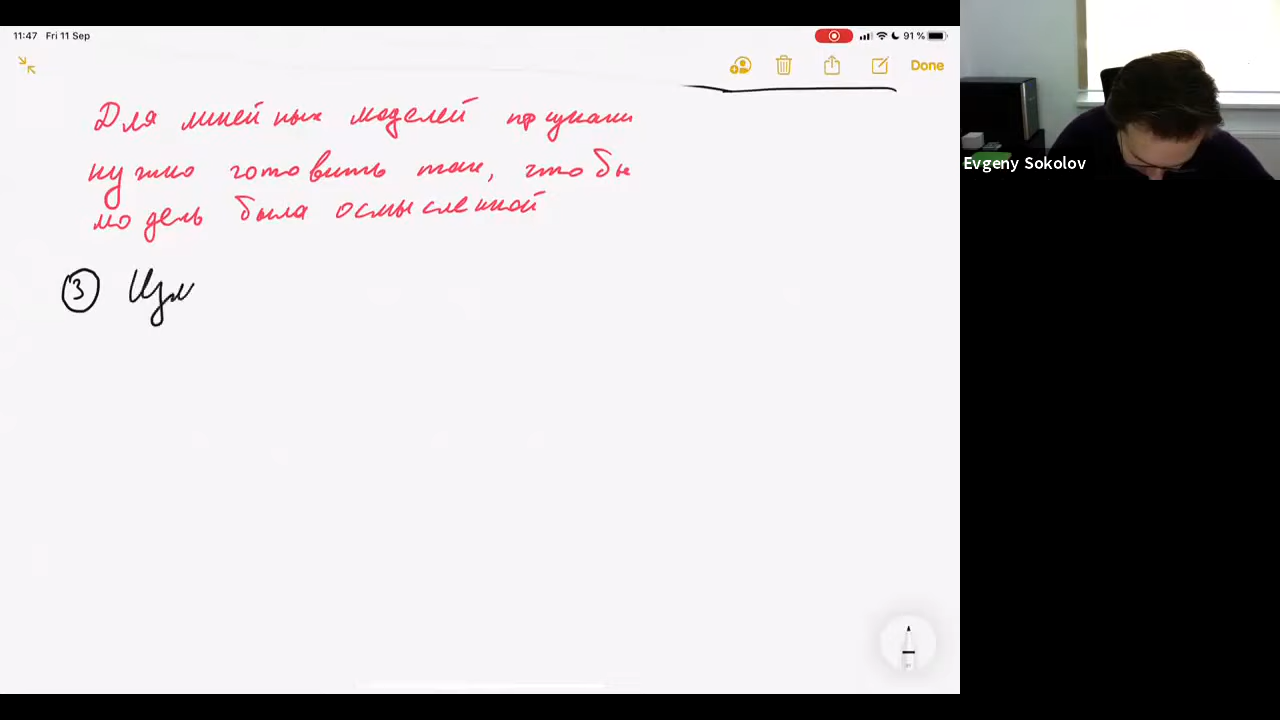 11:47 Fri 11 Sep 91 %
Done
Для линейных моделей признаки
нужно готовить так, чтобы
модель была осмысленной
Evgeny Sokolov
③ Изм